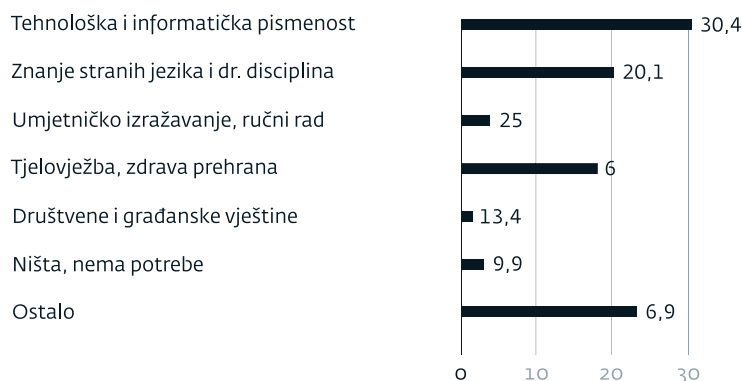 Tehnološka i informatička pismenost 30,4
Znanje stranih jezika i dr. disciplina 20,1
Umjetničko izražavanje, ručni rad 25
Tjelovježba, zdrava prehrana 6
Društvene i građanske vještine 13,4
Ništa, nema potrebe 9,9
Ostalo 6,9
0 10 20 30